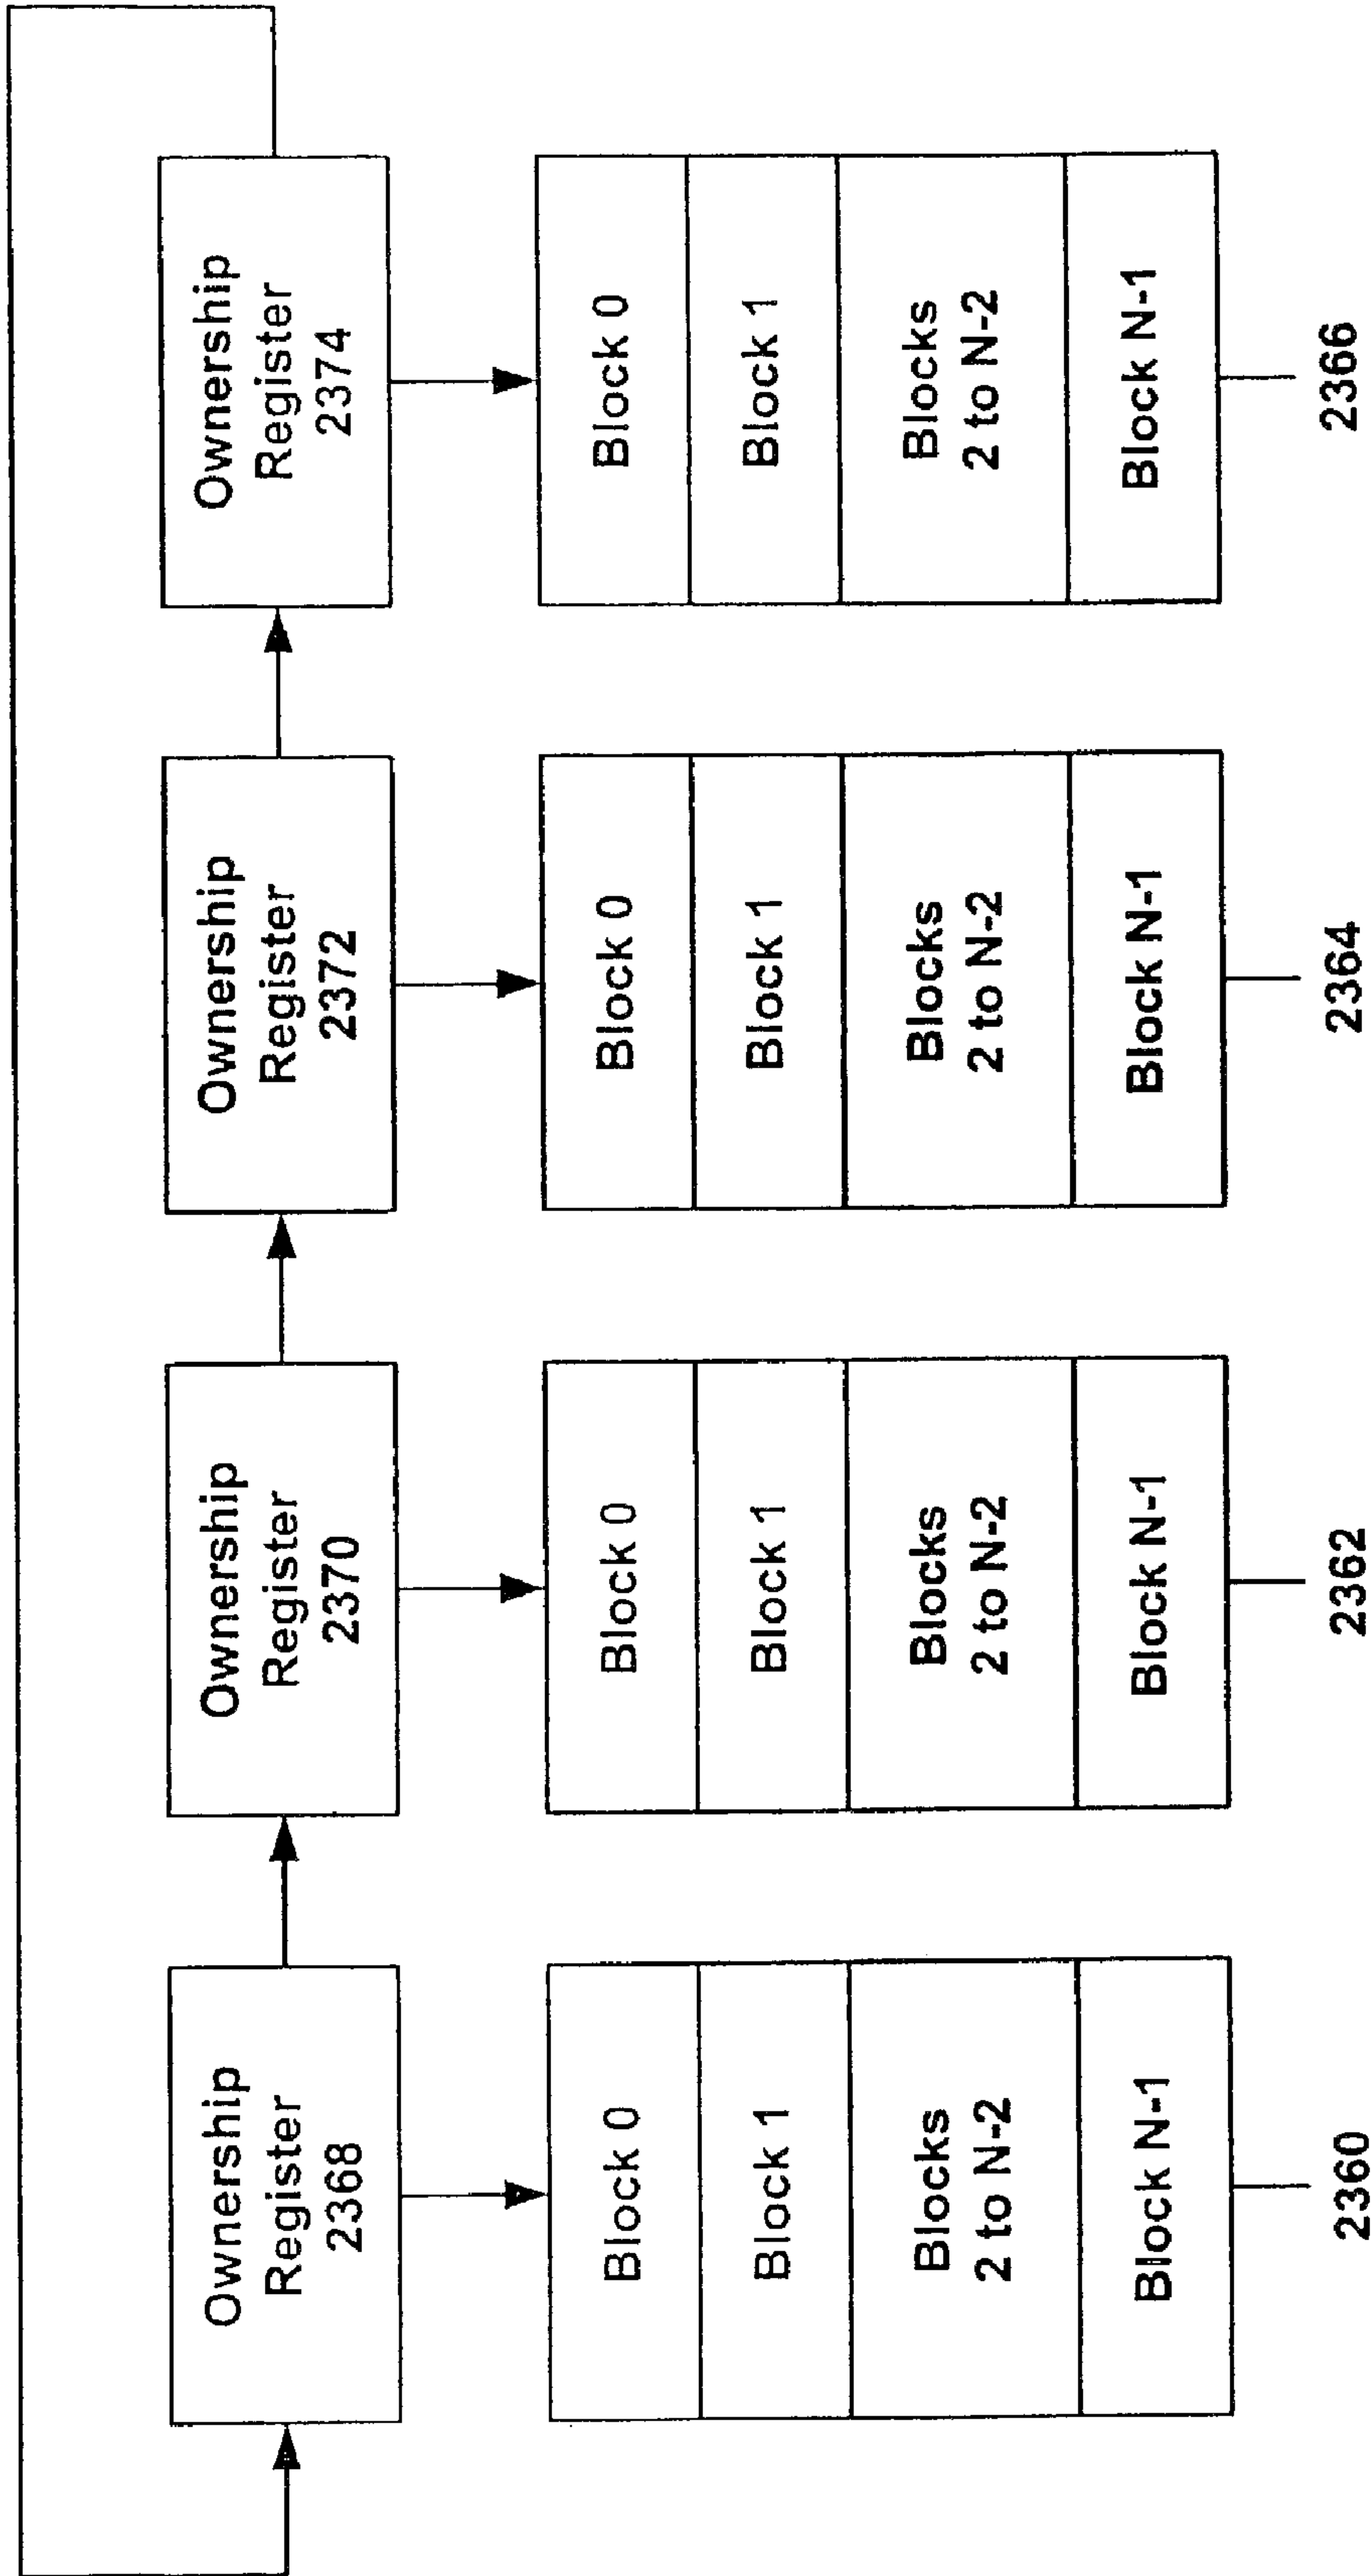 Ownership
Register
2368
Ownership
Register
2370
Ownership
Register
2372
Ownership
Register
2374
Block 0
Block 1
Blocks
2 to N-2
Block N-1
2360
Block 0
Block 1
Blocks
2 to N-2
Block N-1
2362
Block 0
Block 1
Blocks
2 to N-2
Block N-1
2364
Block 0
Block 1
Blocks
2 to N-2
Block N-1
2366